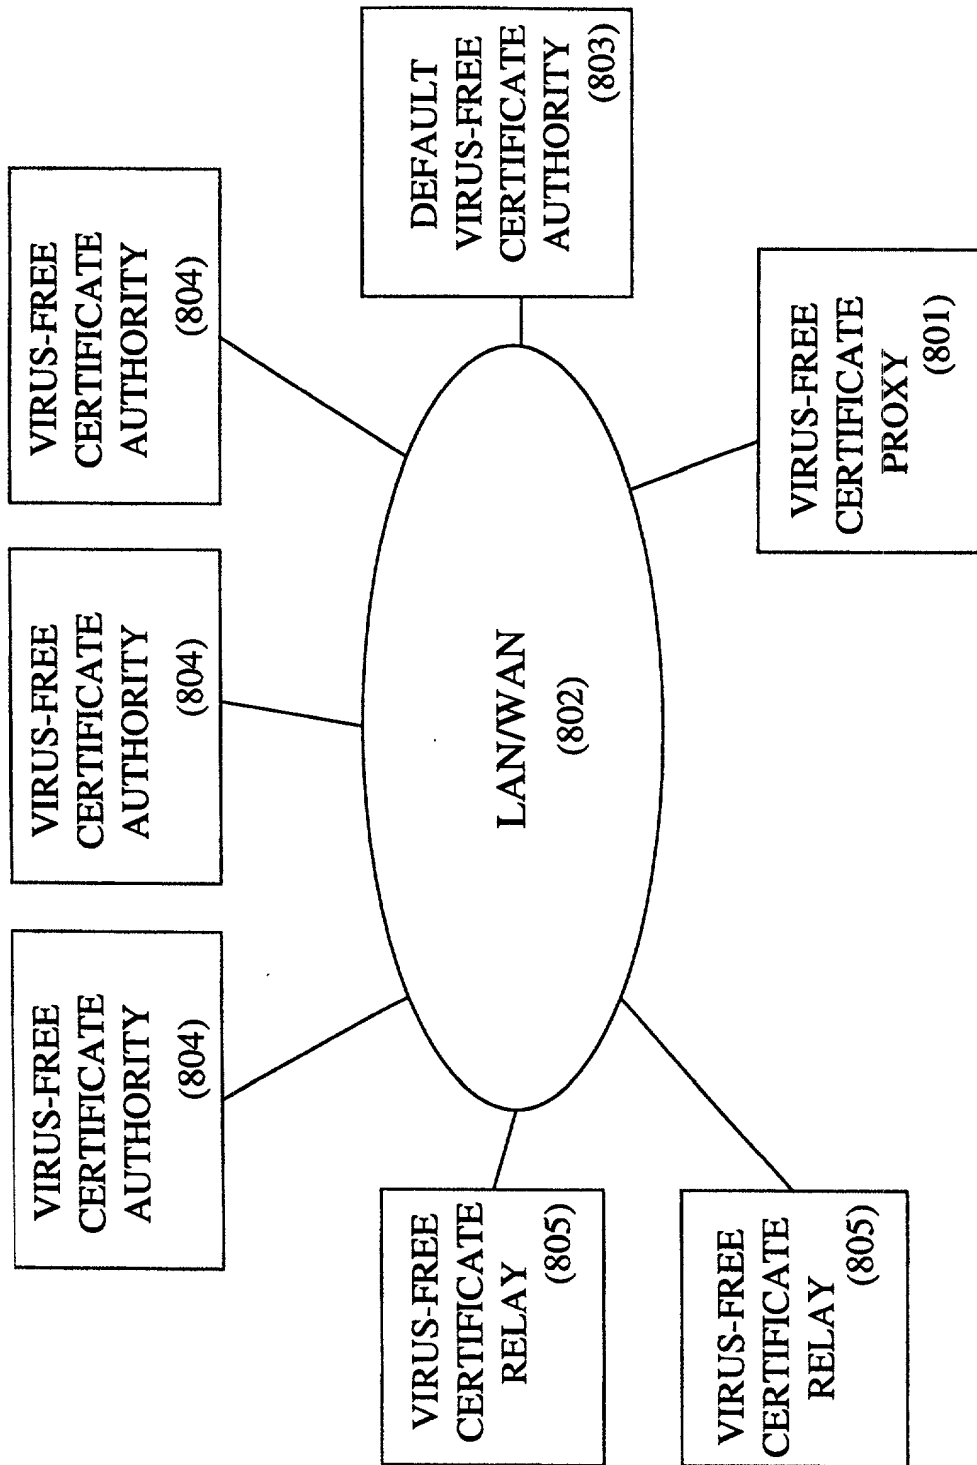 VIRUS-FREE
CERTIFICATE
AUTHORITY
(804)
VIRUS-FREE
CERTIFICATE
AUTHORITY
(804)
VIRUS-FREE
CERTIFICATE
AUTHORITY
(804)
VIRUS-FREE
CERTIFICATE
RELAY
(805)
LAN/WAN
(802)
DEFAULT
VIRUS-FREE
CERTIFICATE
AUTHORITY
(803)
VIRUS-FREE
CERTIFICATE
RELAY
(805)
VIRUS-FREE
CERTIFICATE
PROXY
(801)